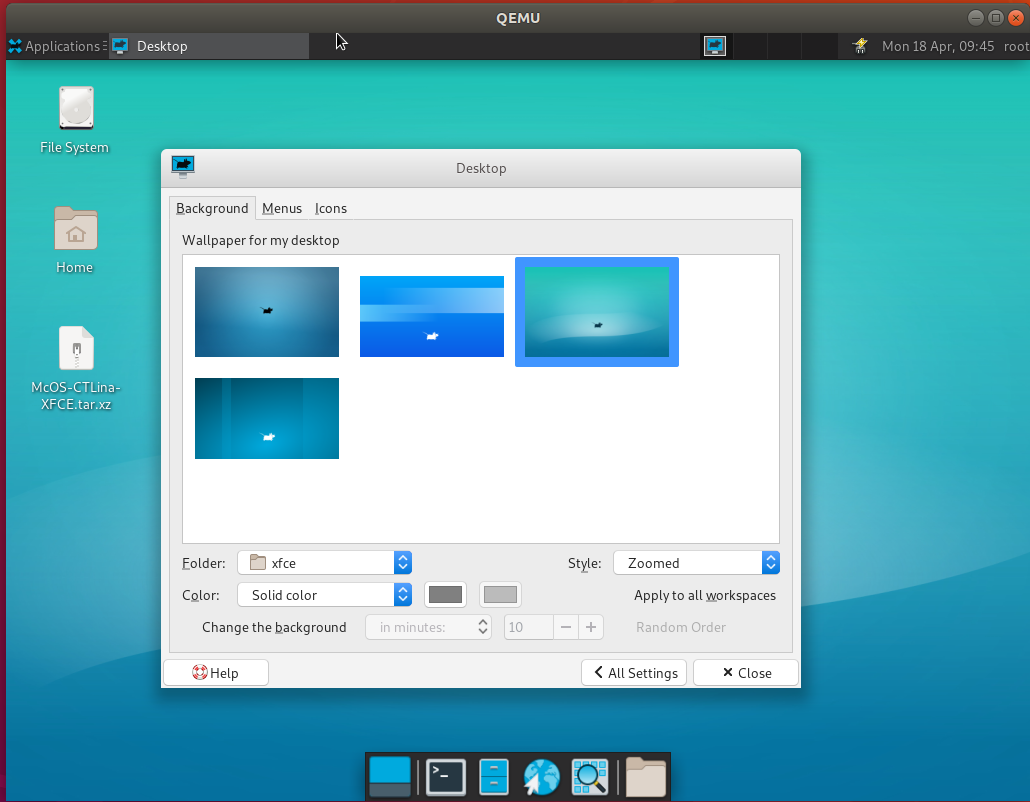 QEMU
Applications Desktop Mon 18 Apr, 09:45 root
File System
Home
McOS-CTLina-
XFCE.tar.xz
Desktop
Background Menus Icons
Wallpaper for my desktop
Folder: xfce Style: Zoomed
Color: Solid color Apply to all workspaces
Change the background in minutes: 10 Random Order
Help All Settings Close